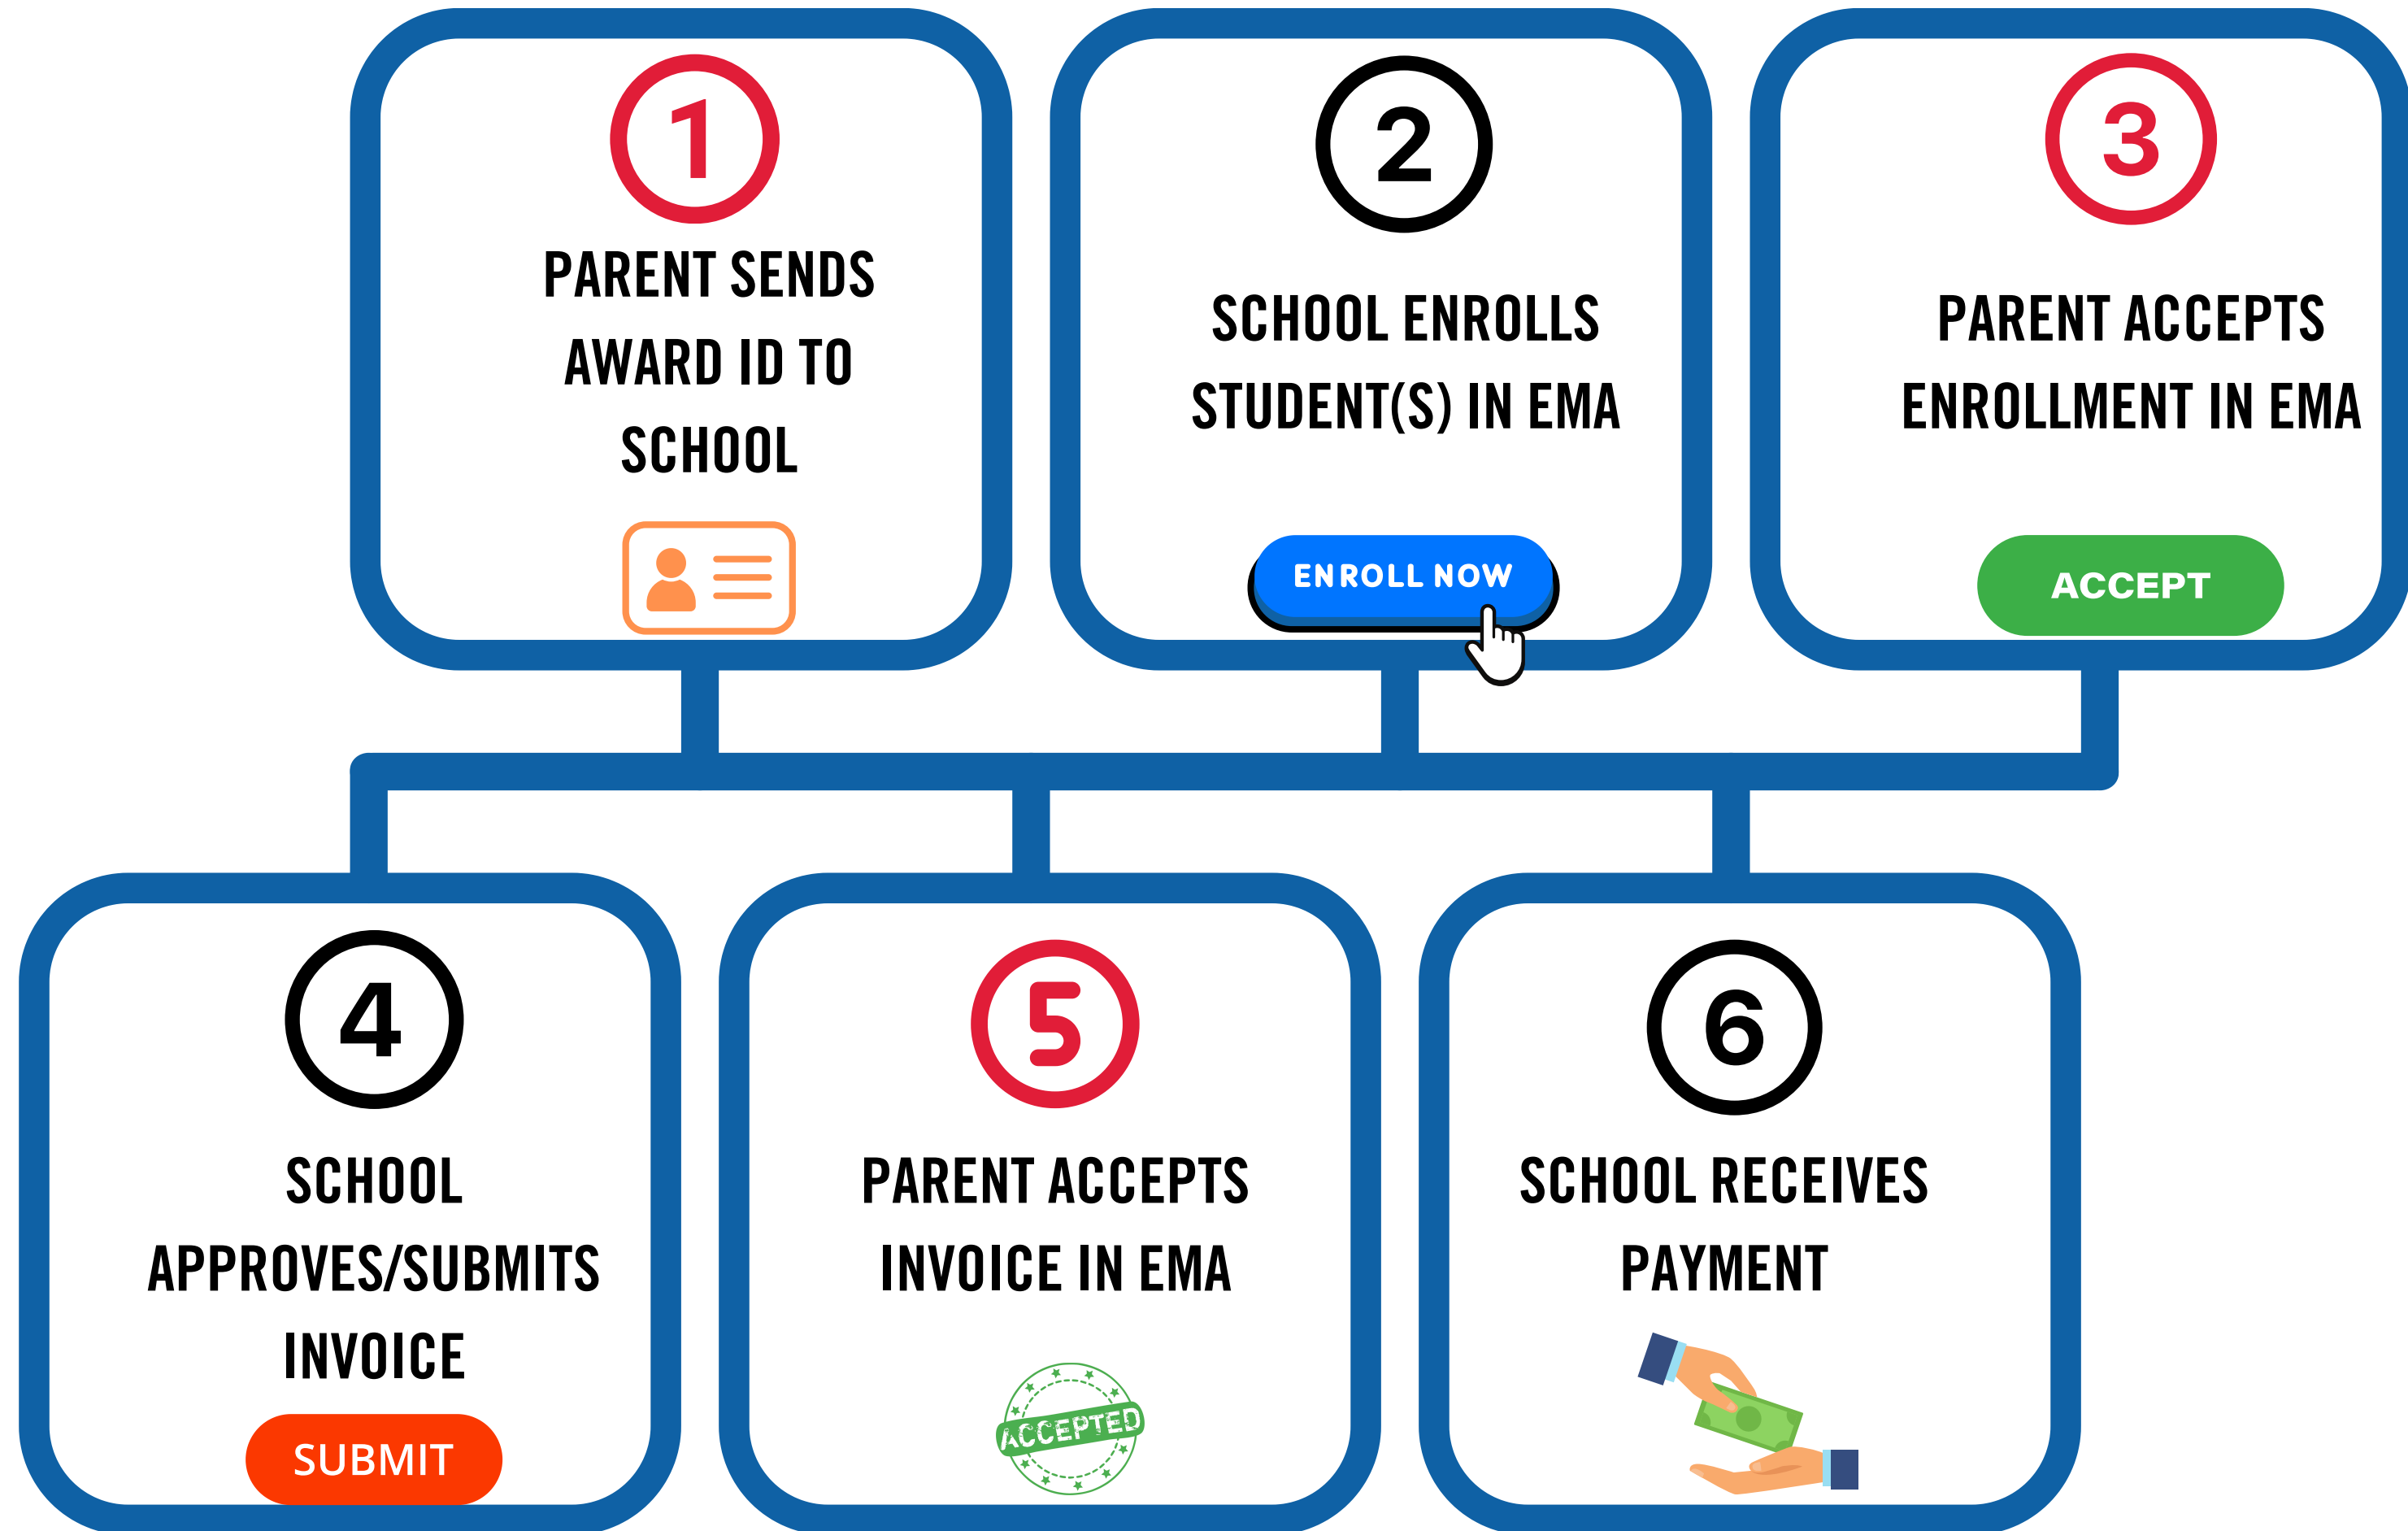 1
PARENT SENDS
AWARD ID TO
SCHOOL
2
SCHOOL ENROLLS
STUDENT(S) IN EMA
ENROLL NOW
3
PARENT ACCEPTS
ENROLLMENT IN EMA
ACCEPT
4
SCHOOL
APPROVES/SUBMITS
INVOICE
SUBMIT
5
PARENT ACCEPTS
INVOICE IN EMA
ACCEPTED
6
SCHOOL RECEIVES
PAYMENT